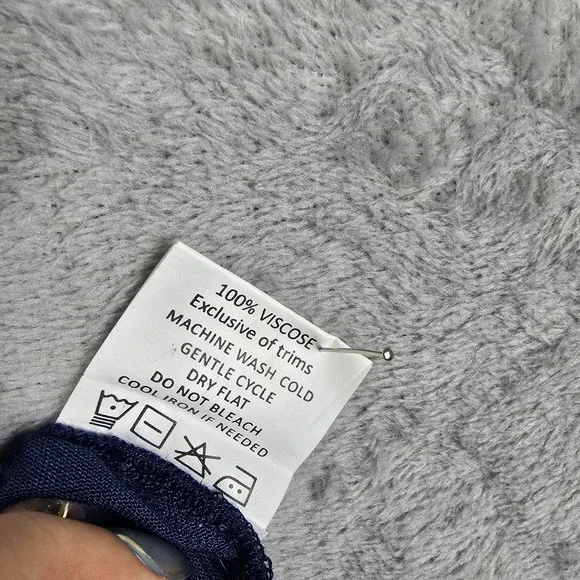 100% VISCOSE
Exclusive of trims
MACHINE WASH COLD
GENTLE CYCLE
DRY FLAT
DO NOT BLEACH
COOL IRON IF NEEDED